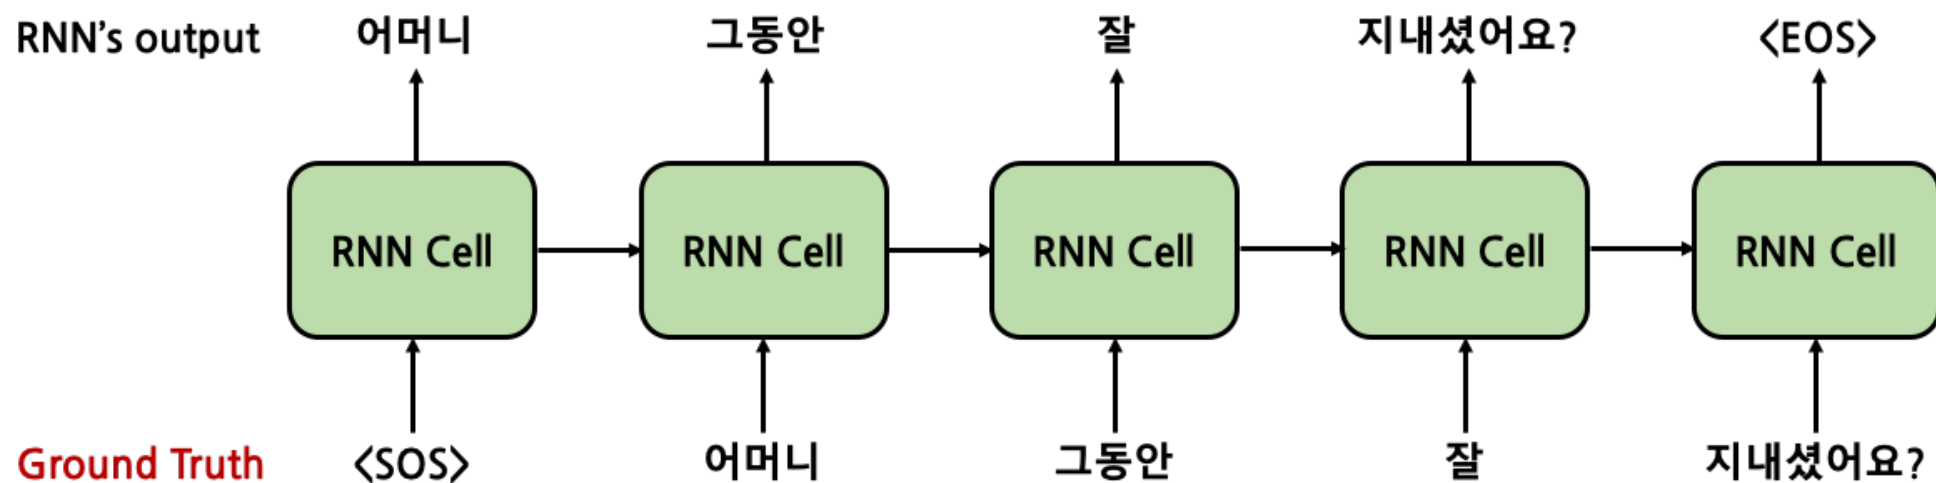 RNN's output 어머니 그동안 잘 지내셨어요? <EOS>
RNN Cell RNN Cell RNN Cell RNN Cell RNN Cell
Ground Truth <SOS> 어머니 그동안 잘 지내셨어요?